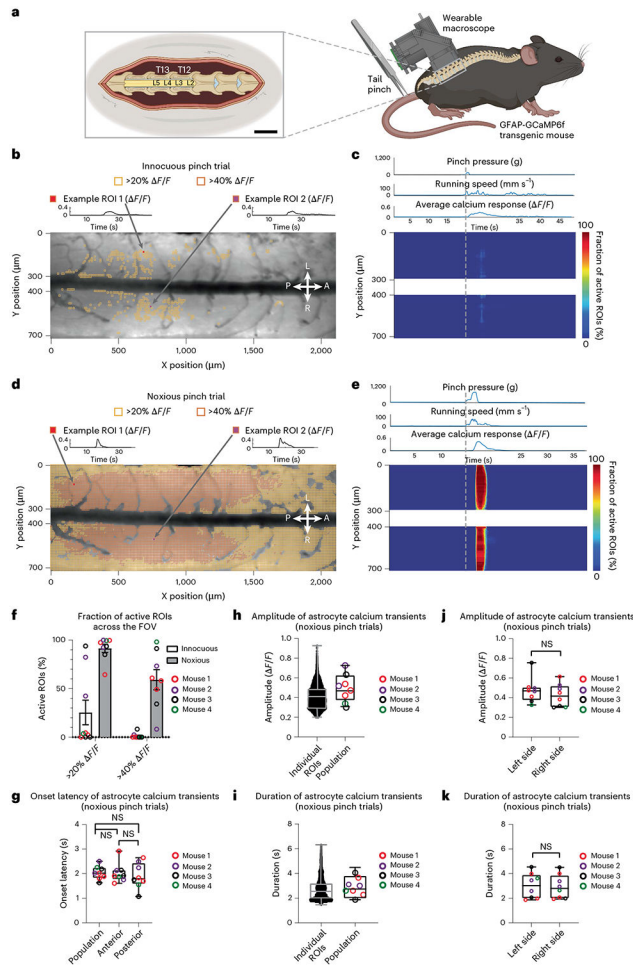 a
Wearable
macroscope
T13 T12
L5 L4 L3 L2
Tail
pinch
GFAP-GCaMP6f
transgenic mouse
b
Innocuous pinch trial
>20% ΔF/F >40% ΔF/F
Example ROI 1 (ΔF/F) Example ROI 2 (ΔF/F)
0.4 0.4
0 0
10 30 10 30
Time (s) Time (s)
0
300
400
700
Y position (µm)
L
P A
R
0 500 1,000 1,500 2,000
X position (µm)
c
1,200 Pinch pressure (g)
0
100 Running speed (mm s⁻¹)
0
0.6 Average calcium response (ΔF/F)
0
5 10 15 Time (s) 35 40 45
0
300
400
700
Y position (µm)
100
0
Fraction of active ROIs
(%)
d
Noxious pinch trial
>20% ΔF/F >40% ΔF/F
Example ROI 1 (ΔF/F) Example ROI 2 (ΔF/F)
0.4 0.4
0 0
10 30 10 30
Time (s) Time (s)
0
300
400
700
Y position (µm)
L
P A
R
0 500 1,000 1,500 2,000
X position (µm)
e
1,200 Pinch pressure (g)
0
100 Running speed (mm s⁻¹)
0
0.6 Average calcium response (ΔF/F)
0
5 10 Time (s) 25 30 35
0
300
400
700
Y position (µm)
100
0
Fraction of active ROIs
(%)
f
Fraction of active ROIs
across the FOV
100
50
0
Active ROIs (%)
>20% ΔF/F >40% ΔF/F
Innocuous
Noxious
Mouse 1
Mouse 2
Mouse 3
Mouse 4
h
Amplitude of astrocyte calcium transients
(noxious pinch trials)
1.0
0.8
0.6
0.4
0.2
0
Amplitude (ΔF/F)
Individual
ROIs
Population
Mouse 1
Mouse 2
Mouse 3
Mouse 4
j
Amplitude of astrocyte calcium transients
(noxious pinch trials)
NS
1.0
0.8
0.6
0.4
0.2
0
Amplitude (ΔF/F)
Left side
Right side
Mouse 1
Mouse 2
Mouse 3
Mouse 4
g
Onset latency of astrocyte calcium transients
(noxious pinch trials)
NS
NS NS
4
3
2
1
0
Onset latency (s)
Population
Anterior
Posterior
Mouse 1
Mouse 2
Mouse 3
Mouse 4
i
Duration of astrocyte calcium transients
(noxious pinch trials)
8
5
3
0
Duration (s)
Individual
ROIs
Population
Mouse 1
Mouse 2
Mouse 3
Mouse 4
k
Duration of astrocyte calcium transients
(noxious pinch trials)
NS
8
5
3
0
Duration (s)
Left side
Right side
Mouse 1
Mouse 2
Mouse 3
Mouse 4